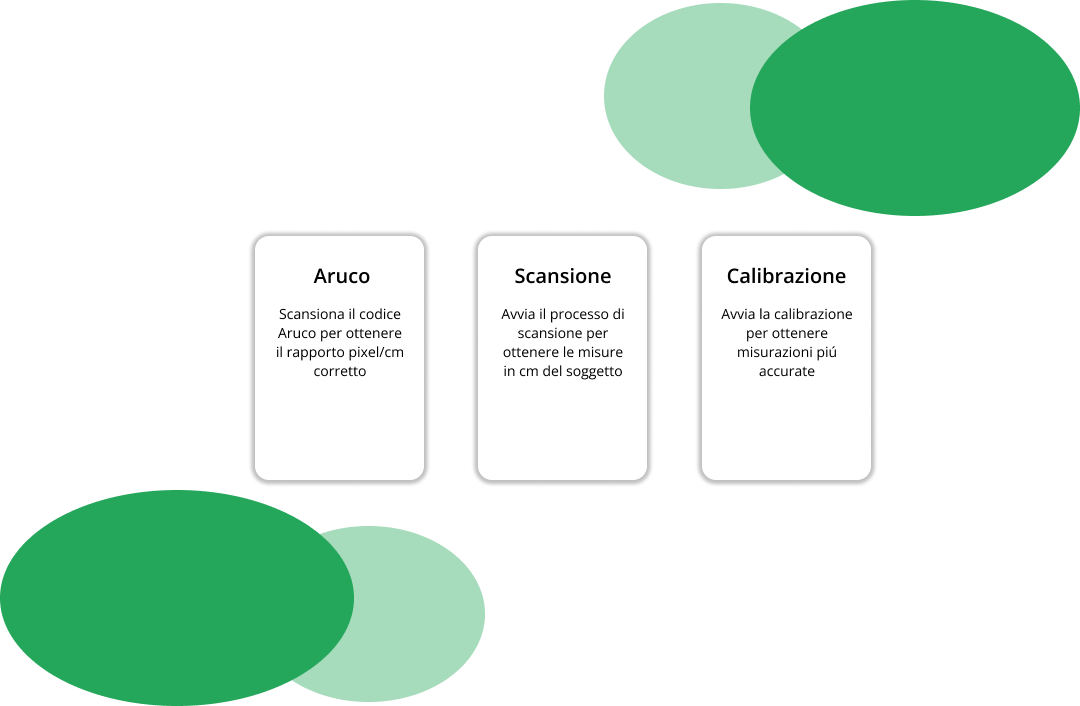 Aruco
Scansiona il codice
Aruco per ottenere
il rapporto pixel/cm
corretto
Scansione
Avvia il processo di
scansione per
ottenere le misure
in cm del soggetto
Calibrazione
Avvia la calibrazione
per ottenere
misurazioni piú
accurate